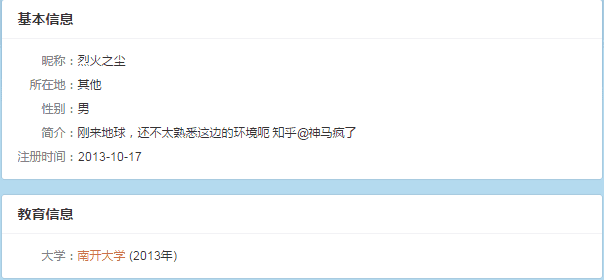 基本信息
昵称：烈火之尘
所在地：其他
性别：男
简介：刚来地球，还不太熟悉这边的环境呃 知乎@神马疯了
注册时间：2013-10-17
教育信息
大学：南开大学 (2013年)